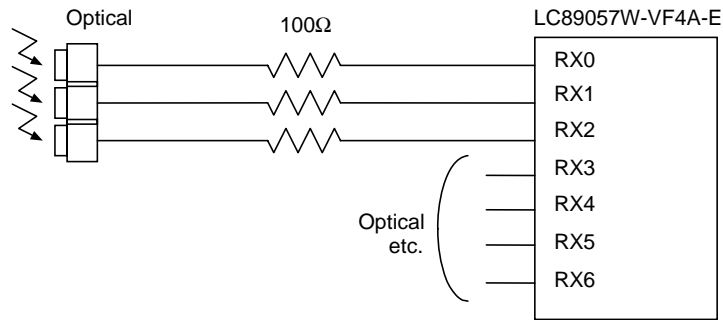 Optical
100Ω
LC89057W-VF4A-E
RX0
RX1
RX2
RX3
RX4
RX5
RX6
Optical
etc.